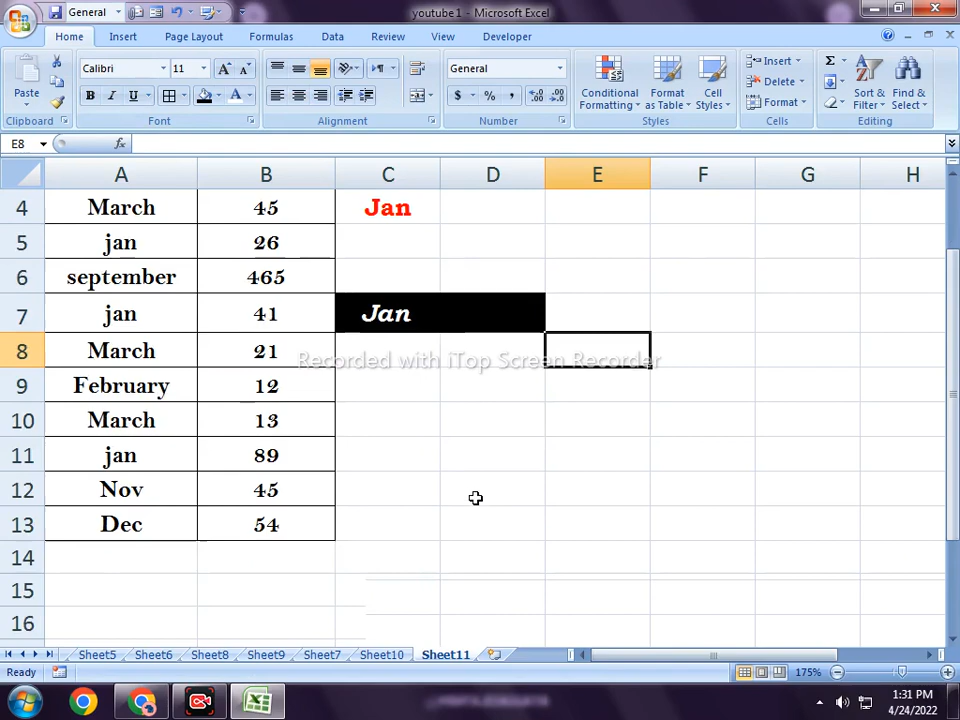 General
youtube1 - Microsoft Excel
Home Insert Page Layout Formulas Data Review View Developer
Paste
Calibri 11
B I U
General
$ % ,
Conditional Formatting
Format as Table
Cell Styles
Insert
Delete
Format
Sort & Filter
Find & Select
Clipboard Font Alignment Number Styles Cells Editing
E8 fx
A B C D E F G H
4 March 45 Jan
5 jan 26
6 september 465
7 jan 41 Jan
8 March 21
Recorded with iTop Screen Recorder
9 February 12
10 March 13
11 jan 89
12 Nov 45
13 Dec 54
14
15
16
Sheet5 Sheet6 Sheet8 Sheet9 Sheet7 Sheet10 Sheet11
Ready 175%
1:31 PM
4/24/2022